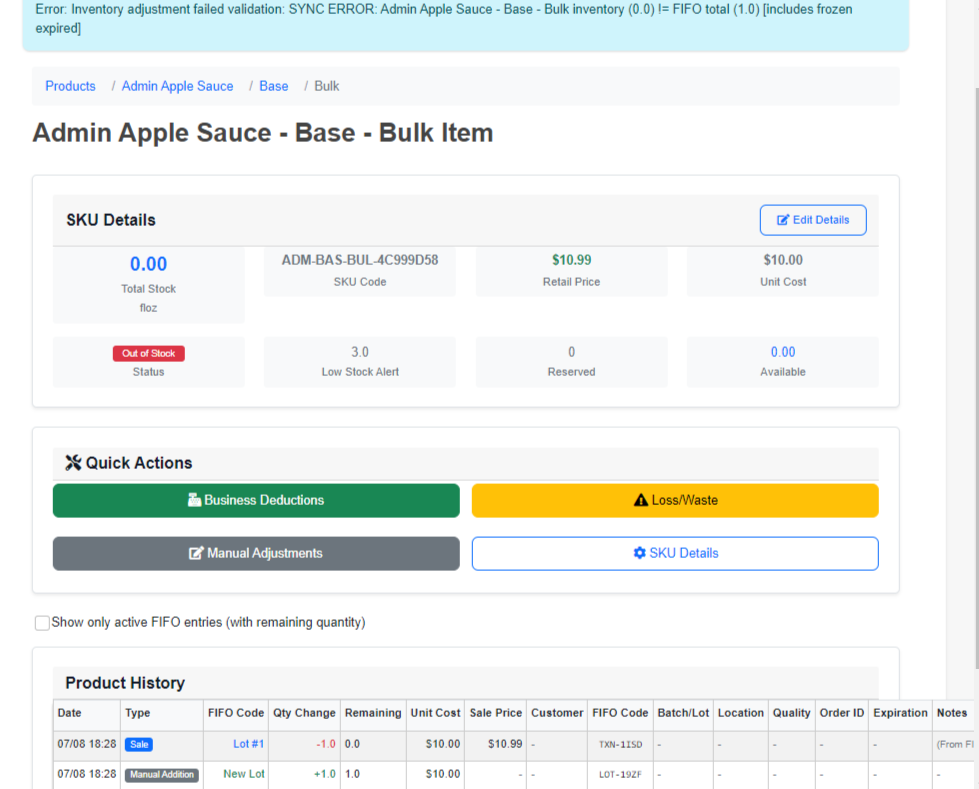 Error: Inventory adjustment failed validation: SYNC ERROR: Admin Apple Sauce - Base - Bulk inventory (0.0) != FIFO total (1.0) [includes frozen
expired]
Products / Admin Apple Sauce / Base / Bulk
Admin Apple Sauce - Base - Bulk Item
SKU Details
Edit Details
0.00
Total Stock
floz
ADM-BAS-BUL-4C999D58
SKU Code
$10.99
Retail Price
$10.00
Unit Cost
Out of Stock
Status
3.0
Low Stock Alert
0
Reserved
0.00
Available
Quick Actions
Business Deductions
Loss/Waste
Manual Adjustments
SKU Details
Show only active FIFO entries (with remaining quantity)
Product History
Date Type FIFO Code Qty Change Remaining Unit Cost Sale Price Customer FIFO Code Batch/Lot Location Quality Order ID Expiration Notes
07/08 18:28 Sale Lot #1 -1.0 0.0 $10.00 $10.99 - TXN-1ISD - - - - - (From FI
07/08 18:28 Manual Addition New Lot +1.0 1.0 $10.00 - - LOT-19ZF - - - - - -